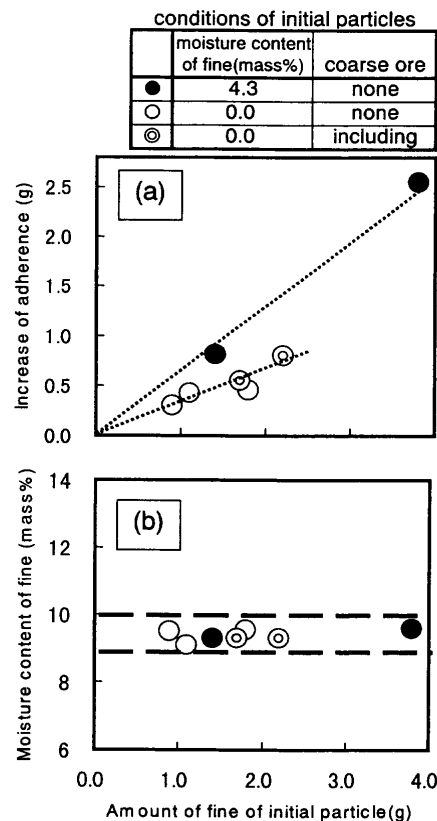 conditions of initial particles
moisture content of fine(mass%) coarse ore
● 4.3 none
○ 0.0 none
◎ 0.0 including
(a)
Increase of adherence (g)
2.5
2.0
1.0
0.5
0.0
(b)
Moisture content of fine (mass%)
14
12
10
8
6
0.0 1.0 2.0 3.0 4.0
Amount of fine of initial particle(g)